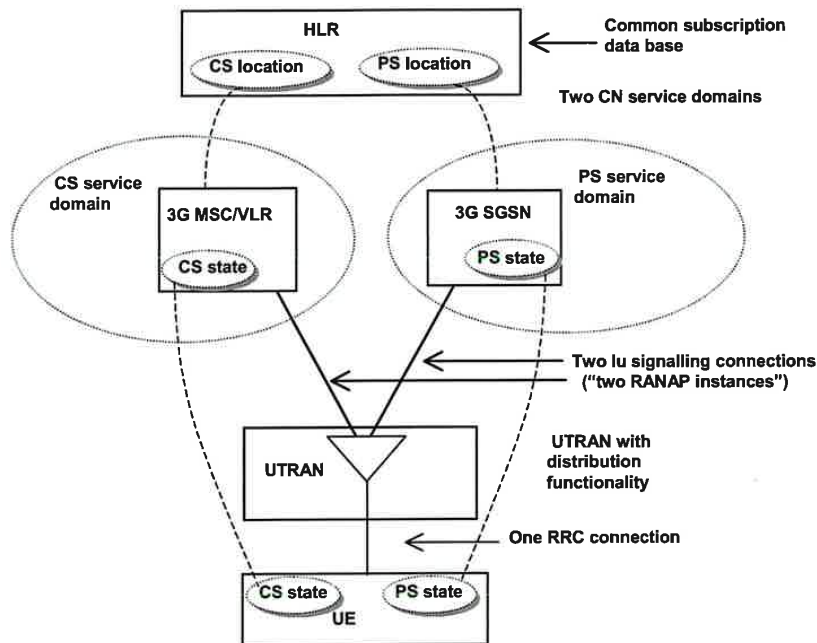 HLR
CS location
PS location
Common subscription
data base
Two CN service domains
CS service
domain
PS service
domain
3G MSC/VLR
3G SGSN
CS state
PS state
Two Iu signalling connections
("two RANAP instances")
UTRAN
UTRAN with
distribution
functionality
One RRC connection
CS state
PS state
UE